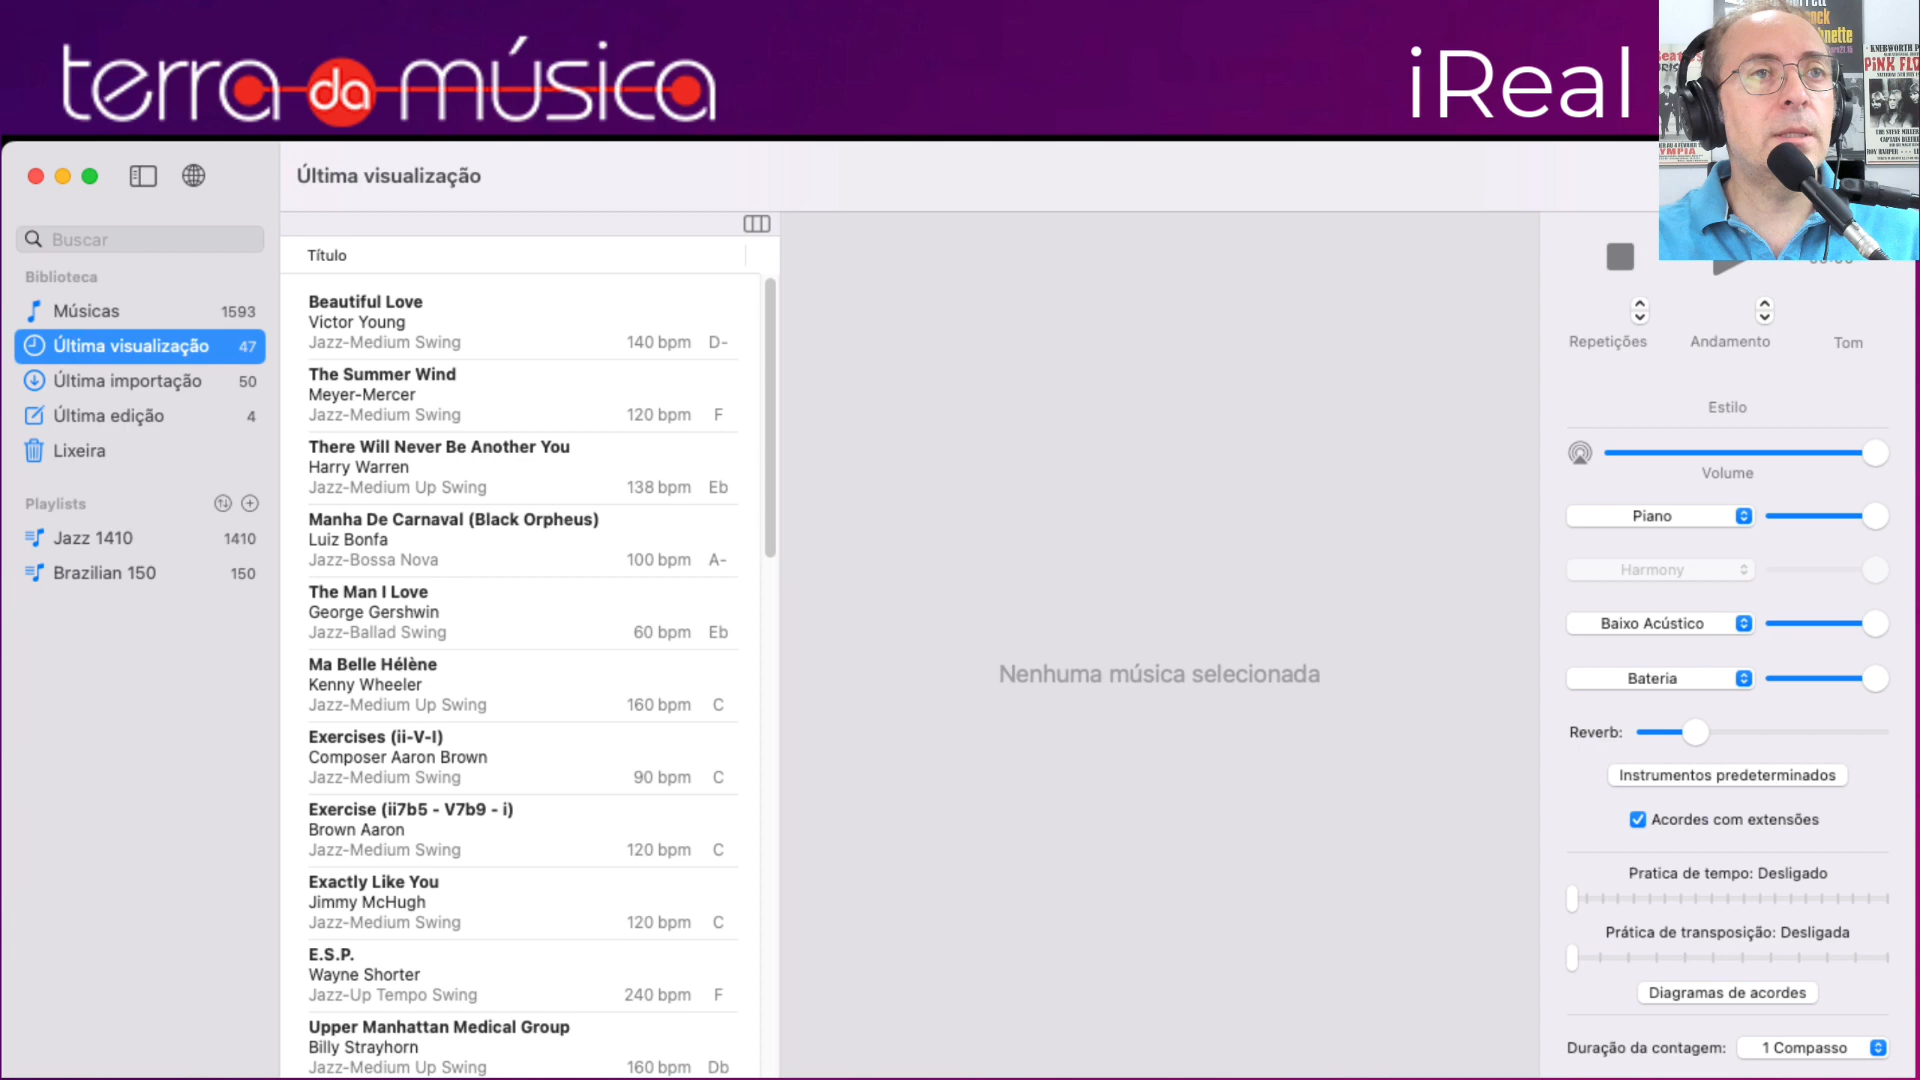 terra da música
iReal
Última visualização
Buscar
Biblioteca
Músicas 1593
Última visualização 47
Última importação 50
Última edição 4
Lixeira
Playlists
Jazz 1410 1410
Brazilian 150 150
Título
Beautiful Love
Victor Young
Jazz-Medium Swing 140 bpm D-
The Summer Wind
Meyer-Mercer
Jazz-Medium Swing 120 bpm F
There Will Never Be Another You
Harry Warren
Jazz-Medium Up Swing 138 bpm Eb
Manha De Carnaval (Black Orpheus)
Luiz Bonfa
Jazz-Bossa Nova 100 bpm A-
The Man I Love
George Gershwin
Jazz-Ballad Swing 60 bpm Eb
Ma Belle Hélène
Kenny Wheeler
Jazz-Medium Up Swing 160 bpm C
Exercises (ii-V-I)
Composer Aaron Brown
Jazz-Medium Swing 90 bpm C
Exercise (ii7b5 - V7b9 - i)
Brown Aaron
Jazz-Medium Swing 120 bpm C
Exactly Like You
Jimmy McHugh
Jazz-Medium Swing 120 bpm C
E.S.P.
Wayne Shorter
Jazz-Up Tempo Swing 240 bpm F
Upper Manhattan Medical Group
Billy Strayhorn
Jazz-Medium Up Swing 160 bpm Db
Nenhuma música selecionada
Repetições Andamento Tom
Estilo
Volume
Piano
Harmony
Baixo Acústico
Bateria
Reverb:
Instrumentos predeterminados
Acordes com extensões
Pratica de tempo: Desligado
Prática de transposição: Desligada
Diagramas de acordes
Duração da contagem: 1 Compasso
KNEBWORTH
PINK